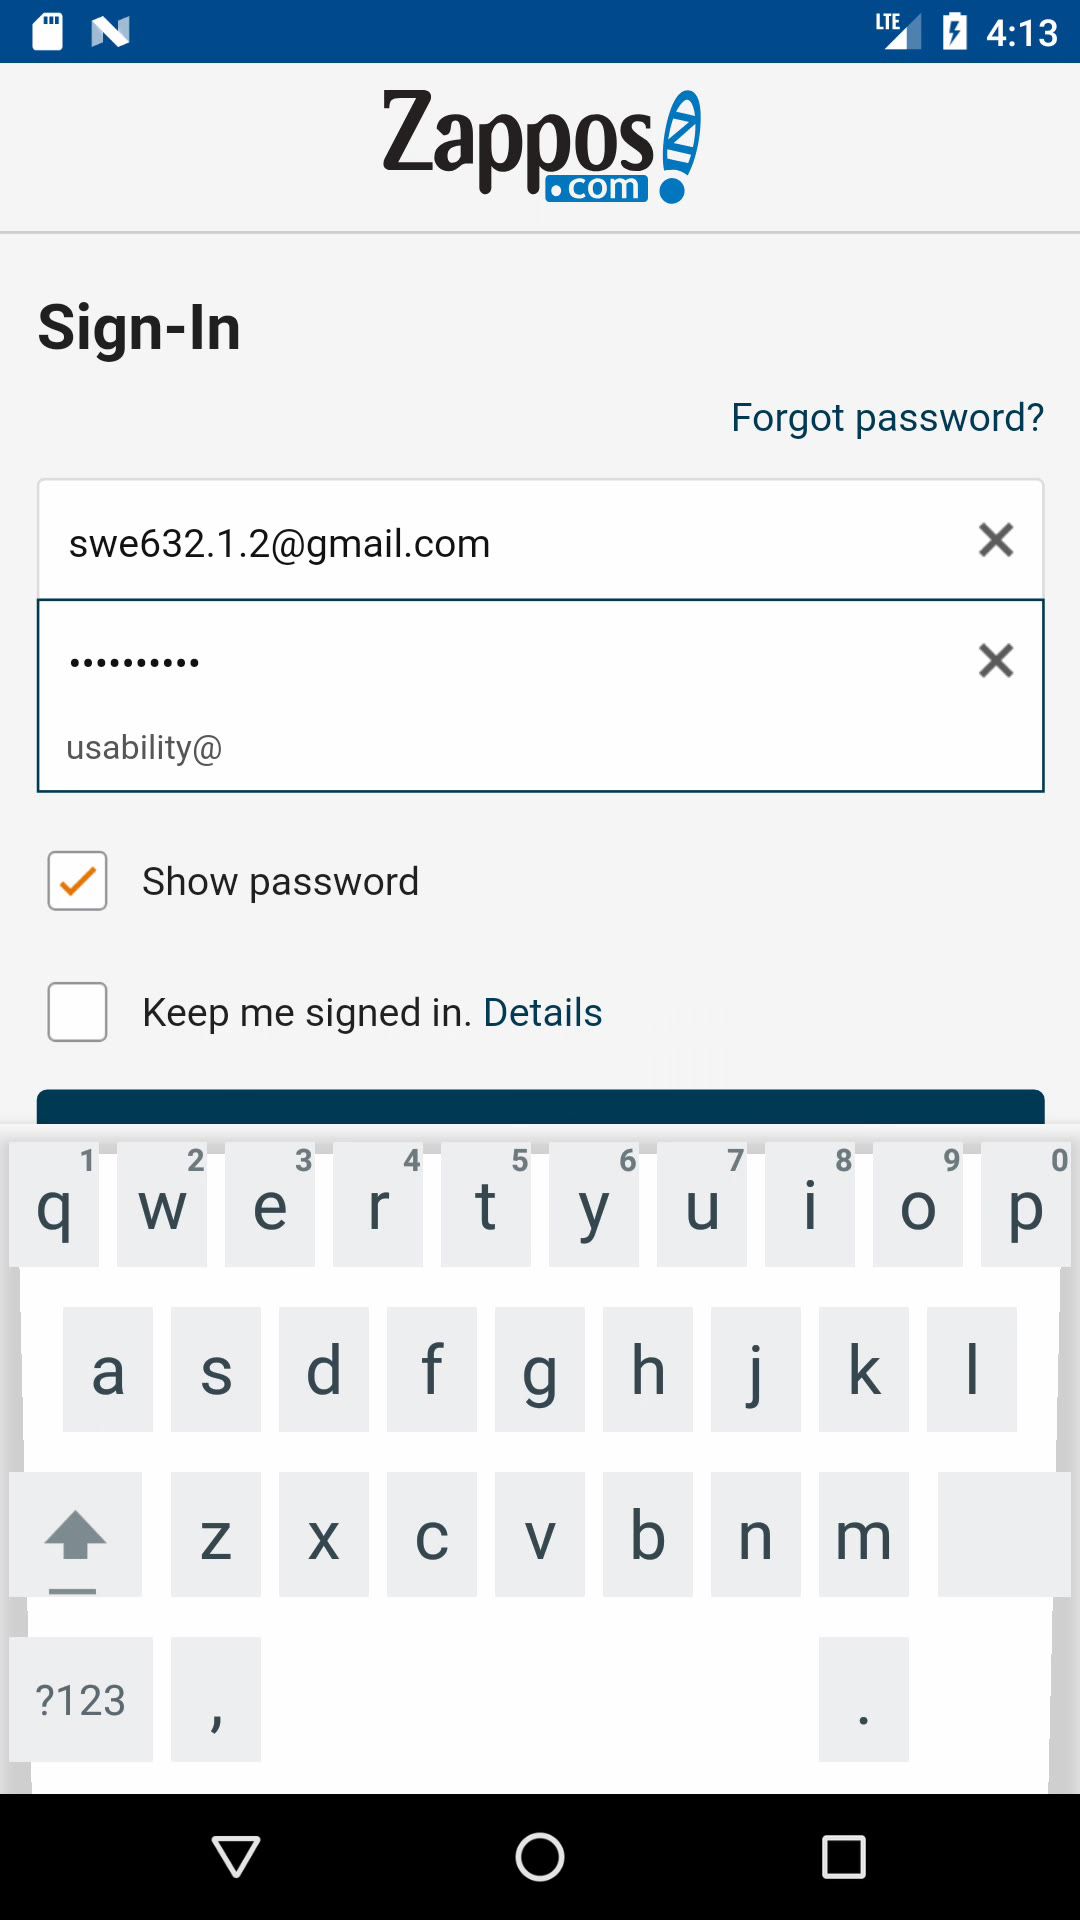 LTE 4:13
Zappos
.com
Sign-In
Forgot password?
swe632.1.2@gmail.com
••••••••••
usability@
Show password
Keep me signed in. Details
1 2 3 4 5 6 7 8 9 0
q w e r t y u i o p
a s d f g h j k l
z x c v b n m
?123 , .